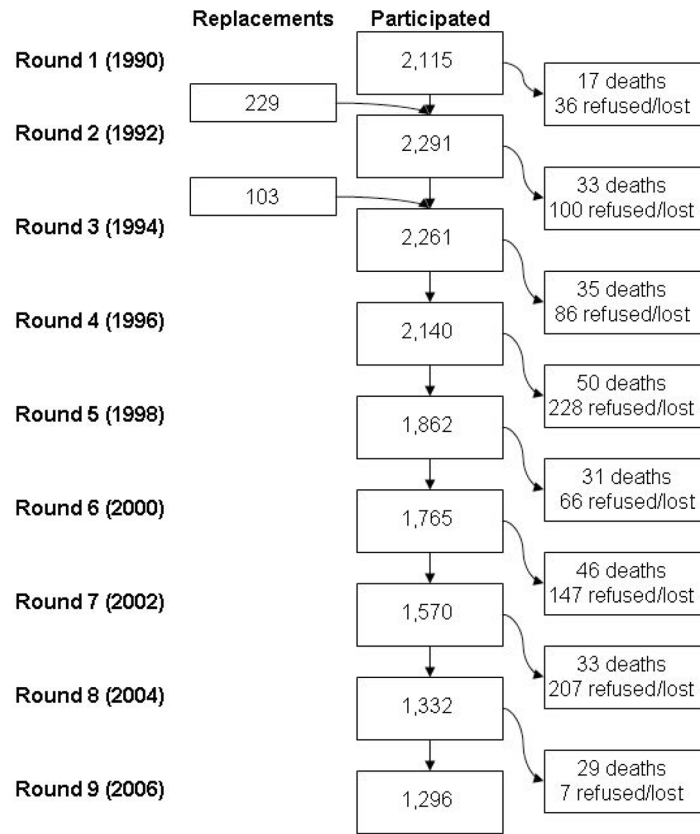 Replacements Participated
Round 1 (1990)
2,115
17 deaths
36 refused/lost
229
Round 2 (1992)
2,291
33 deaths
100 refused/lost
103
Round 3 (1994)
2,261
35 deaths
86 refused/lost
Round 4 (1996)
2,140
50 deaths
228 refused/lost
Round 5 (1998)
1,862
31 deaths
66 refused/lost
Round 6 (2000)
1,765
46 deaths
147 refused/lost
Round 7 (2002)
1,570
33 deaths
207 refused/lost
Round 8 (2004)
1,332
29 deaths
7 refused/lost
Round 9 (2006)
1,296